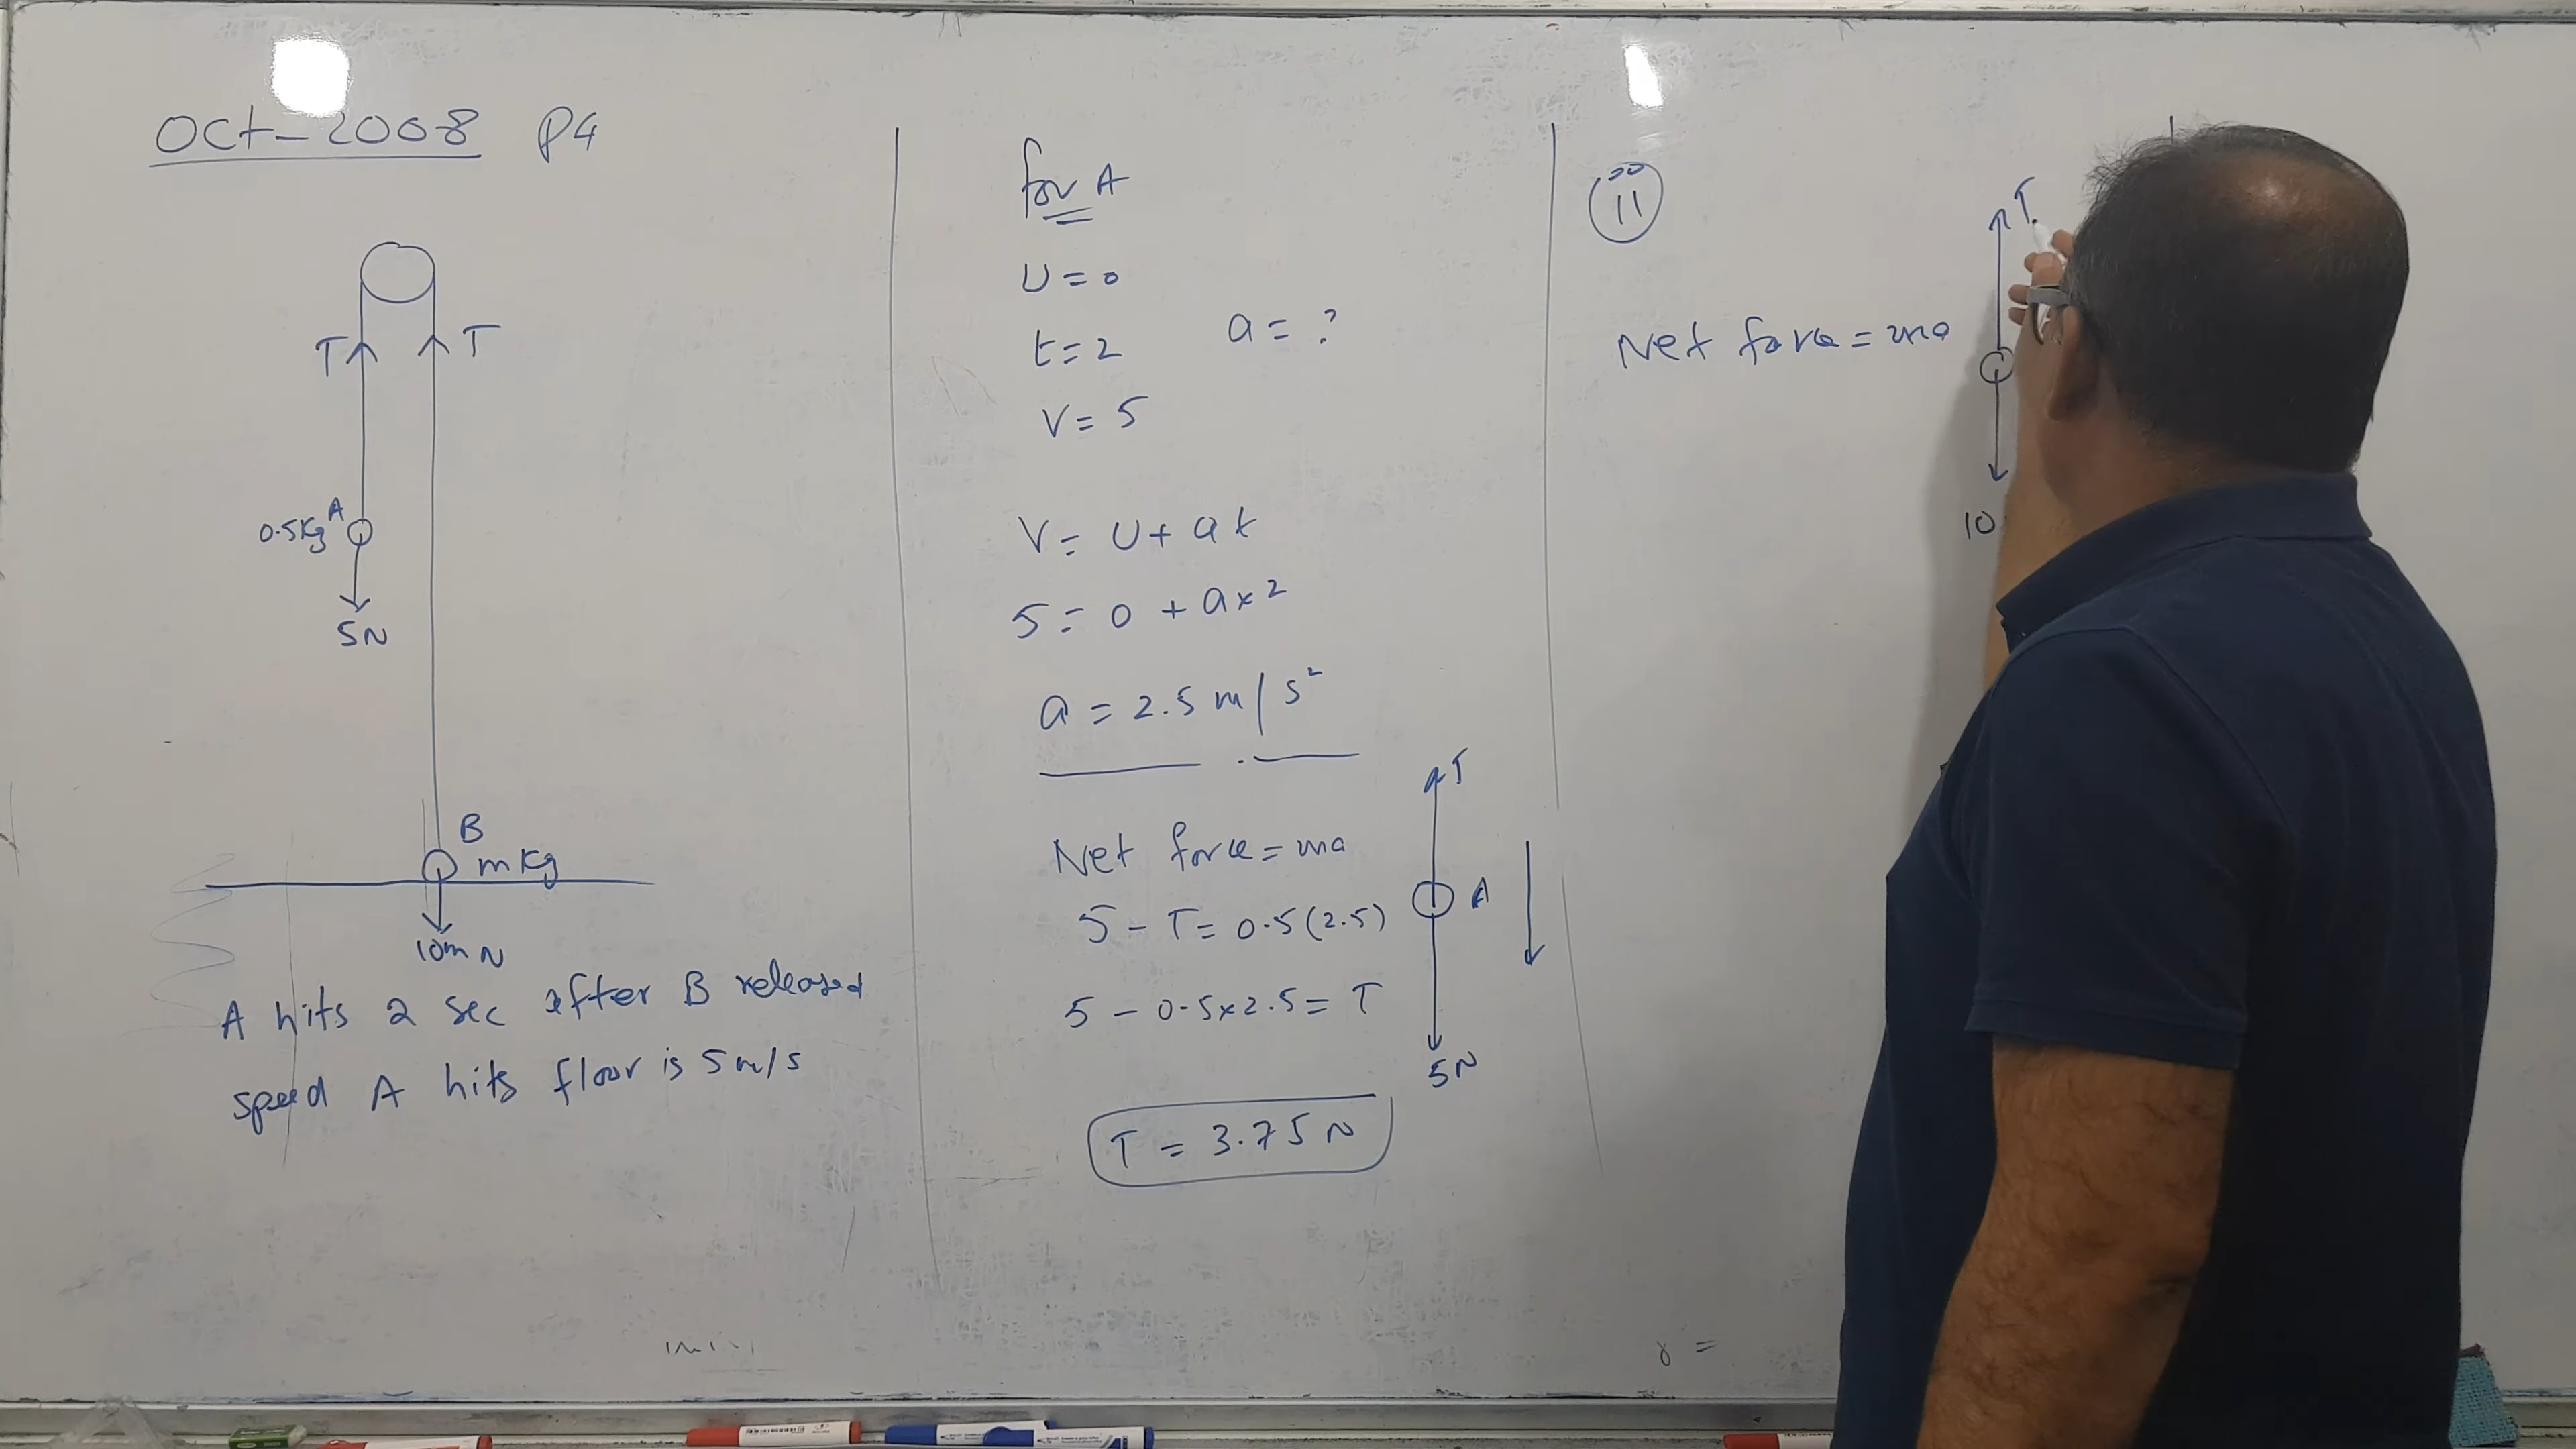 Oct-2008 P4
T T
0.5Kg A
5N
B
m Kg
10m N
A hits 2 sec after B released
speed A hits floor is 5 m/s
for A
U = 0
t = 2 a = ?
V = 5
V = U + at
5 = 0 + a×2
a = 2.5 m/s²
T
Net force = ma
5 - T = 0.5(2.5) A
5 - 0.5×2.5 = T
5N
T = 3.75 N
ii
T
Net force = ma
10